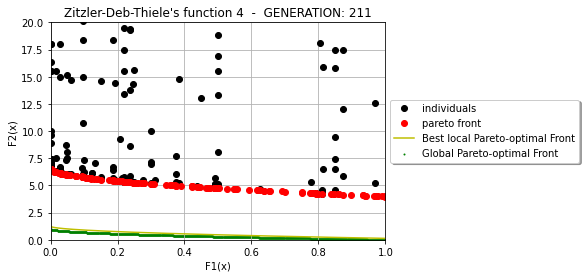 Zitzler-Deb-Thiele's function 4 - GENERATION: 211
20.0
17.5
15.0
12.5
10.0
7.5
5.0
2.5
0.0
F2(x)
0.0 0.2 0.4 0.6 0.8 1.0
F1(x)
individuals
pareto front
Best local Pareto-optimal Front
Global Pareto-optimal Front